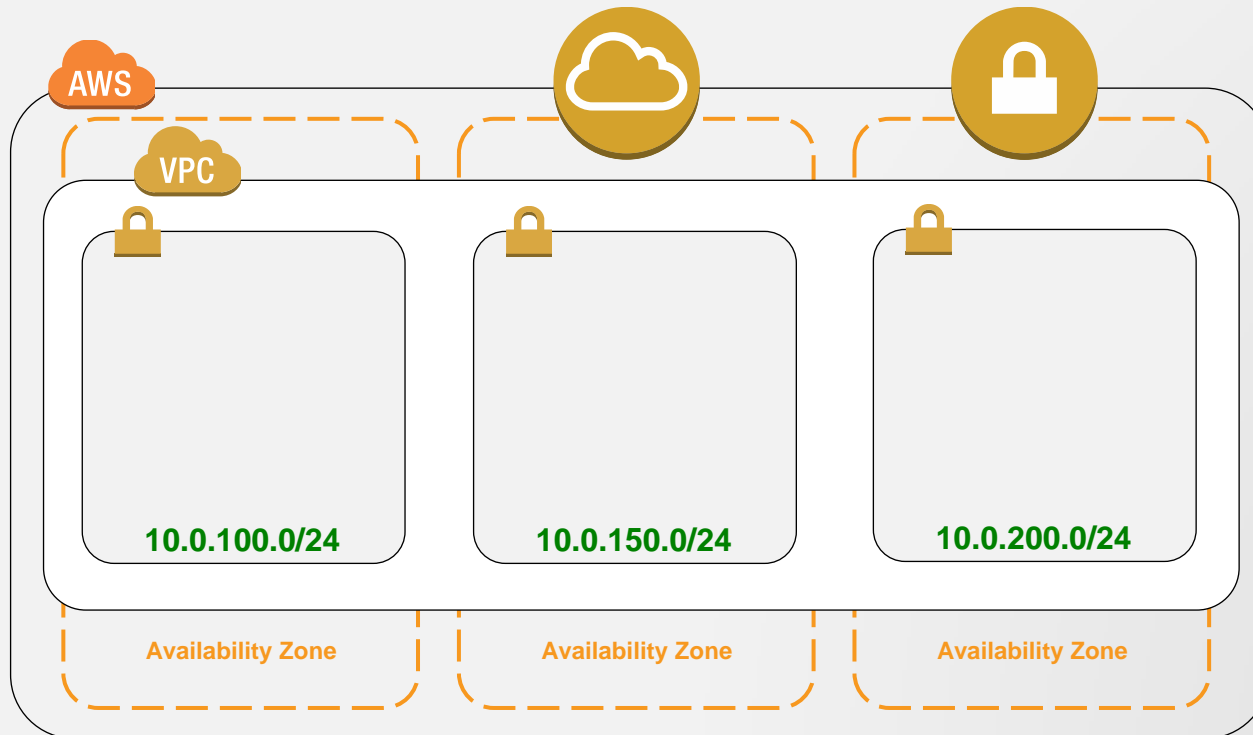 AWS
VPC
10.0.100.0/24
10.0.150.0/24
10.0.200.0/24
Availability Zone
Availability Zone
Availability Zone